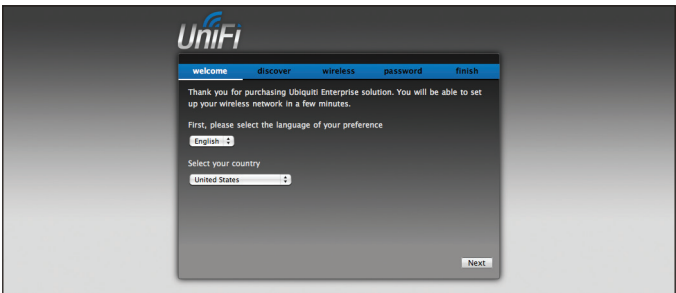 UniFi
welcome discover wireless password finish
Thank you for purchasing Ubiquiti Enterprise solution. You will be able to set
up your wireless network in a few minutes.
First, please select the language of your preference
English
Select your country
United States
Next